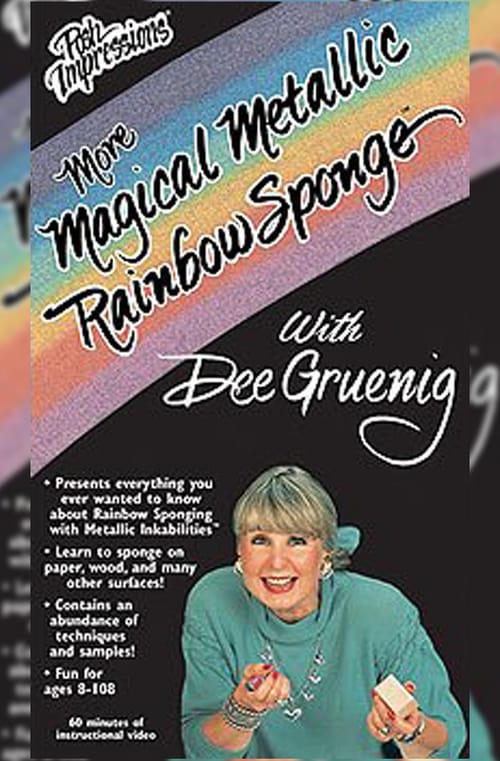 Posh
Impressions®
More
Magical Metallic
Rainbow Sponge™
With
Dee Gruenig
• Presents everything you
ever wanted to know
about Rainbow Sponging
with Metallic Inkabilities™
• Learn to sponge on
paper, wood, and many
other surfaces!
• Contains an
abundance of
techniques
and samples!
• Fun for
ages 8-108
60 minutes of
instructional video